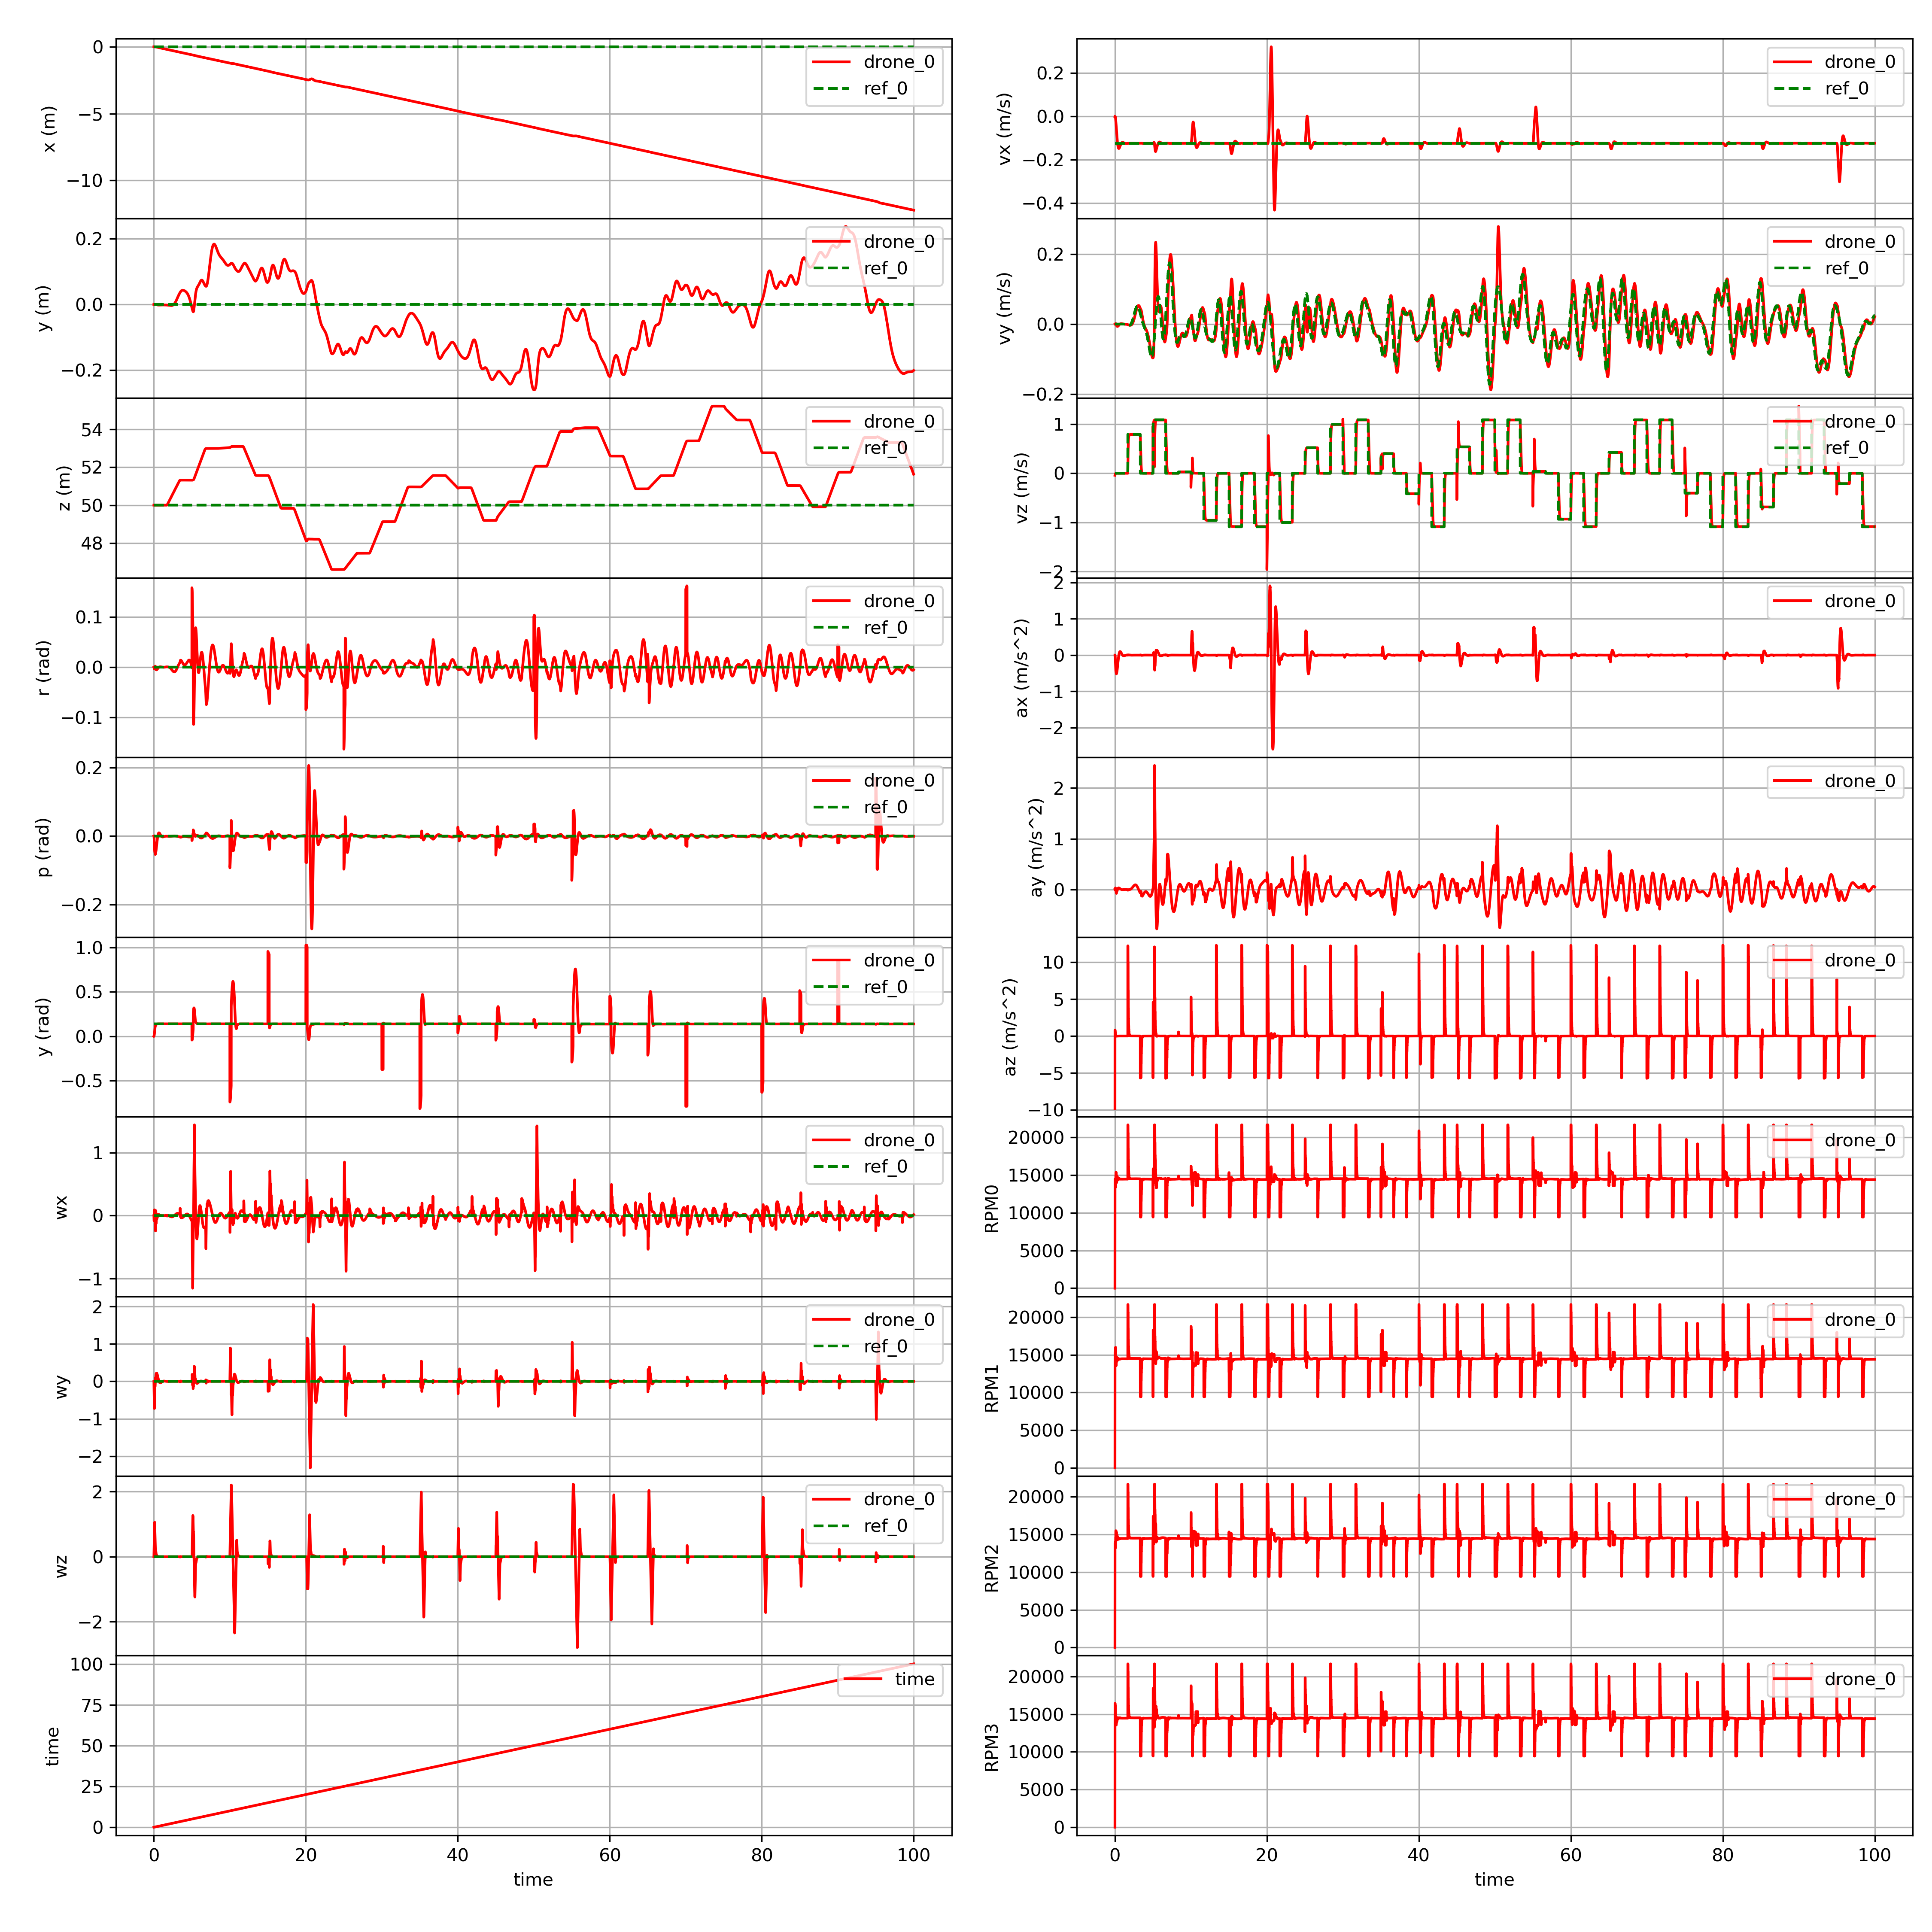 0
−5
−10
x (m)
drone_0
ref_0
0.2
0.0
−0.2
y (m)
drone_0
ref_0
54
52
50
48
z (m)
drone_0
ref_0
0.1
0.0
−0.1
r (rad)
drone_0
ref_0
0.2
0.0
−0.2
p (rad)
drone_0
ref_0
1.0
0.5
0.0
−0.5
y (rad)
drone_0
ref_0
1
0
−1
wx
drone_0
ref_0
2
1
0
−1
−2
wy
drone_0
ref_0
2
0
−2
wz
drone_0
ref_0
100
75
50
25
0
time
time
0 20 40 60 80 100
time
0.2
0.0
−0.2
−0.4
vx (m/s)
drone_0
ref_0
0.2
0.0
−0.2
vy (m/s)
drone_0
ref_0
1
0
−1
−2
vz (m/s)
drone_0
ref_0
2
1
0
−1
−2
ax (m/s^2)
drone_0
2
1
0
ay (m/s^2)
drone_0
10
5
0
−5
−10
az (m/s^2)
drone_0
20000
15000
10000
5000
0
RPM0
drone_0
20000
15000
10000
5000
0
RPM1
drone_0
20000
15000
10000
5000
0
RPM2
drone_0
20000
15000
10000
5000
0
RPM3
drone_0
0 20 40 60 80 100
time